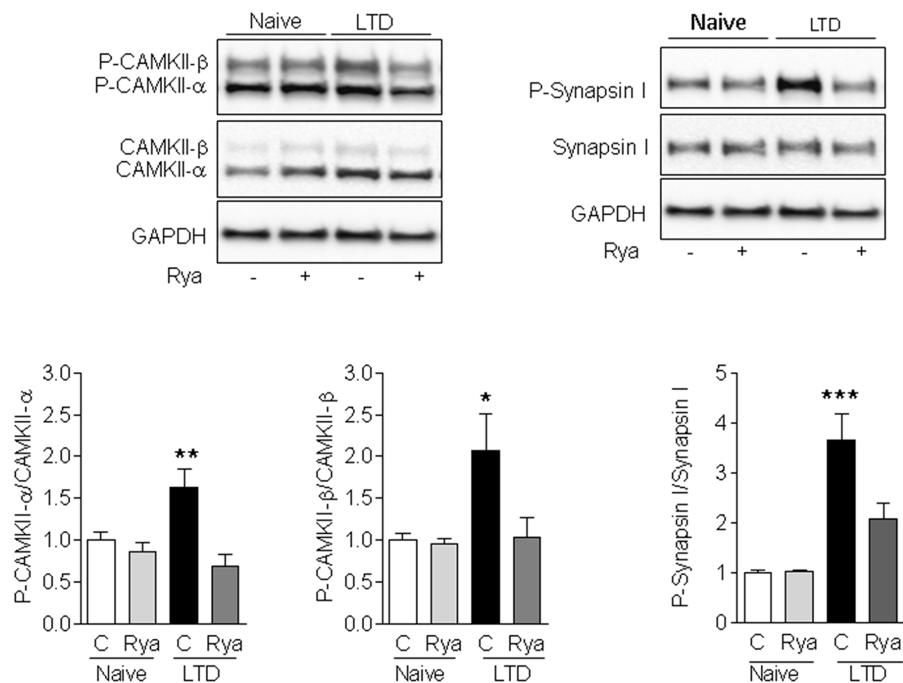 Naive LTD
P-CAMKII-β
P-CAMKII-α
CAMKII-β
CAMKII-α
GAPDH
Rya - + - +
Naive LTD
P-Synapsin I
Synapsin I
GAPDH
Rya - + - +
P-CAMKII-α/CAMKII-α
3.0
2.5
2.0
1.5
1.0
0.5
0.0
**
C Rya C Rya
Naive LTD
P-CAMKII-β/CAMKII-β
3.0
2.5
2.0
1.5
1.0
0.5
0.0
*
C Rya C Rya
Naive LTD
P-Synapsin I/Synapsin I
5
4
3
2
1
0
***
C Rya C Rya
Naive LTD